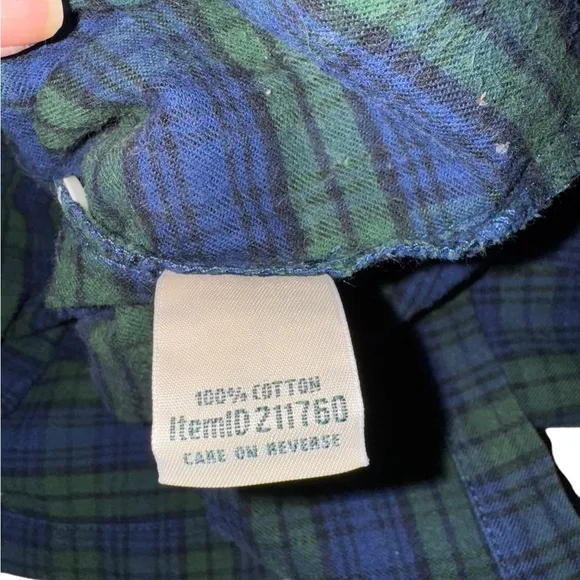 100% COTTON
ItemID 211760
CARE ON REVERSE